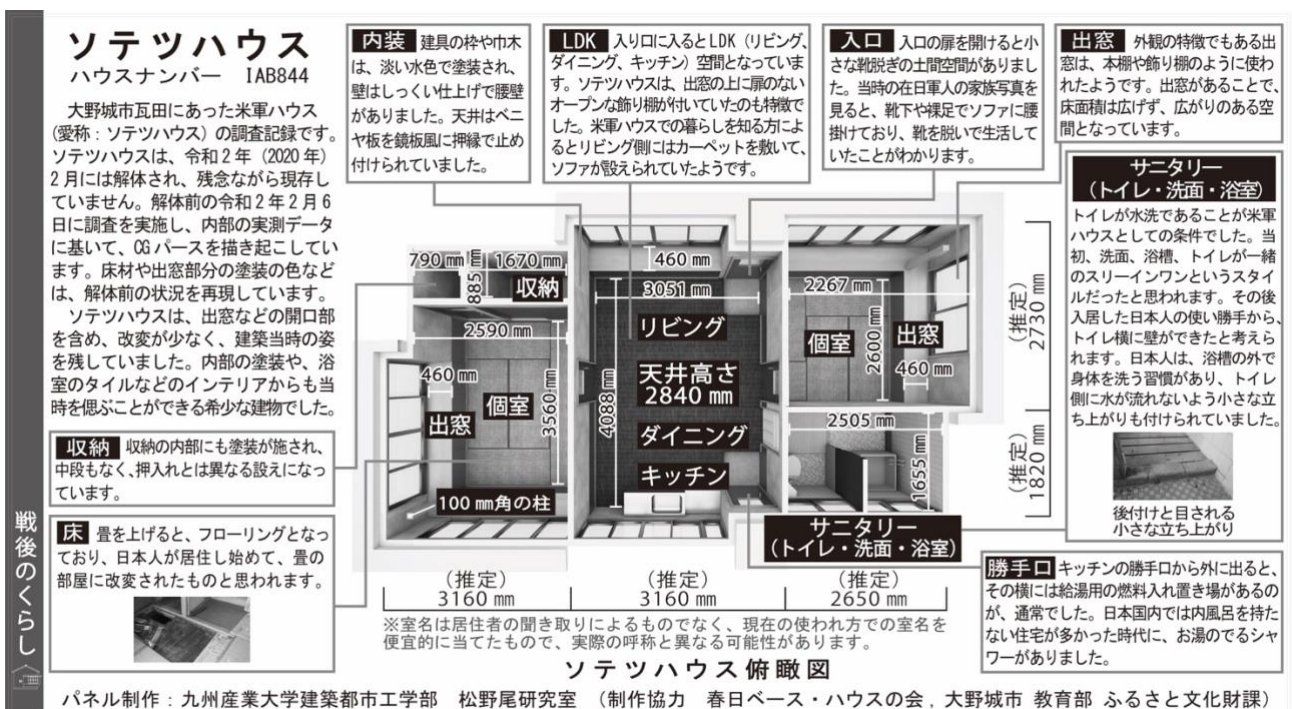 ソテツハウス
ハウスナンバー IAB844
大野城市瓦田にあった米軍ハウス
(愛称:ソテツハウス)の調査記録です。
ソテツハウスは、令和2年(2020年)
2月には解体され、残念ながら現存し
ていません。解体前の令和2年2月6
日に調査を実施し、内部の実測データ
に基いて、CGパースを描き起こしてい
ます。床材や出窓部分の塗装の色など
は、解体前の状況を再現しています。
ソテツハウスは、出窓などの開口部
を含め、改変が少なく、建築当時の姿
を残していました。内部の塗装や、浴
室のタイルなどのインテリアからも当
時を偲ぶことができる希少な建物でした。
収納 収納の内部にも塗装が施され、
中段もなく、押入れとは異なる設えになっ
ています。
床 畳を上げると、フローリングとなっ
ており、日本人が居住し始めて、畳の
部屋に改変されたものと思われます。
戦後のくらし
内装 建具の枠や巾木
は、淡い水色で塗装され、
壁はしっくい仕上げで腰壁
がありました。天井はベニ
ヤ板を鏡板風に押縁で止め
付けられていました。
LDK 入り口に入るとLDK(リビング、
ダイニング、キッチン)空間となっていま
す。ソテツハウスは、出窓の上に扉のない
オープンな飾り棚が付いていたのも特徴で
した。米軍ハウスでの暮らしを知る方によ
るとリビング側にはカーペットを敷いて、
ソファが設えられていたようです。
入口 入口の扉を開けると小
さな靴脱ぎの土間空間がありまし
た。当時の在日軍人の家族写真を
見ると、靴下や裸足でソファに腰
掛けており、靴を脱いで生活して
いたことがわかります。
出窓 外観の特徴でもある出
窓は、本棚や飾り棚のように使わ
れたようです。出窓があることで、
床面積は広げず、広がりのある空
間となっています。
サニタリー
(トイレ・洗面・浴室)
トイレが水洗であることが米軍
ハウスとしての条件でした。当
初、洗面、浴槽、トイレが一緒
のスリーインワンというスタイ
ルだったと思われます。その後
入居した日本人の使い勝手から、
トイレ横に壁ができたと考えら
れます。日本人は、浴槽の外で
身体を洗う習慣があり、トイレ
側に水が流れないよう小さな立
ち上がりも付けられていました。
後付けと目される
小さな立ち上がり
勝手口 キッチンの勝手口から外に出ると、
その横には給湯用の燃料入れ置き場があるの
が、通常でした。日本国内では内風呂を持た
ない住宅が多かった時代に、お湯のでるシャ
ワーがありました。
790 mm
885 mm
1670 mm
収納
2590 mm
460 mm
個室
出窓
3560 mm
100 mm角の柱
460 mm
3051 mm
リビング
天井高さ
2840 mm
4088 mm
ダイニング
キッチン
2267 mm
個室
2600 mm
出窓
460 mm
2505 mm
1655 mm
サニタリー
(トイレ・洗面・浴室)
(推定)
2730 mm
(推定)
1820 mm
(推定)
3160 mm
(推定)
3160 mm
(推定)
2650 mm
※室名は居住者の聞き取りによるものでなく、現在の使われ方での室名を
便宜的に当てたもので、実際の呼称と異なる可能性があります。
ソテツハウス俯瞰図
パネル制作:九州産業大学建築都市工学部 松野尾研究室 (制作協力 春日ベース・ハウスの会, 大野城市 教育部 ふるさと文化財課)